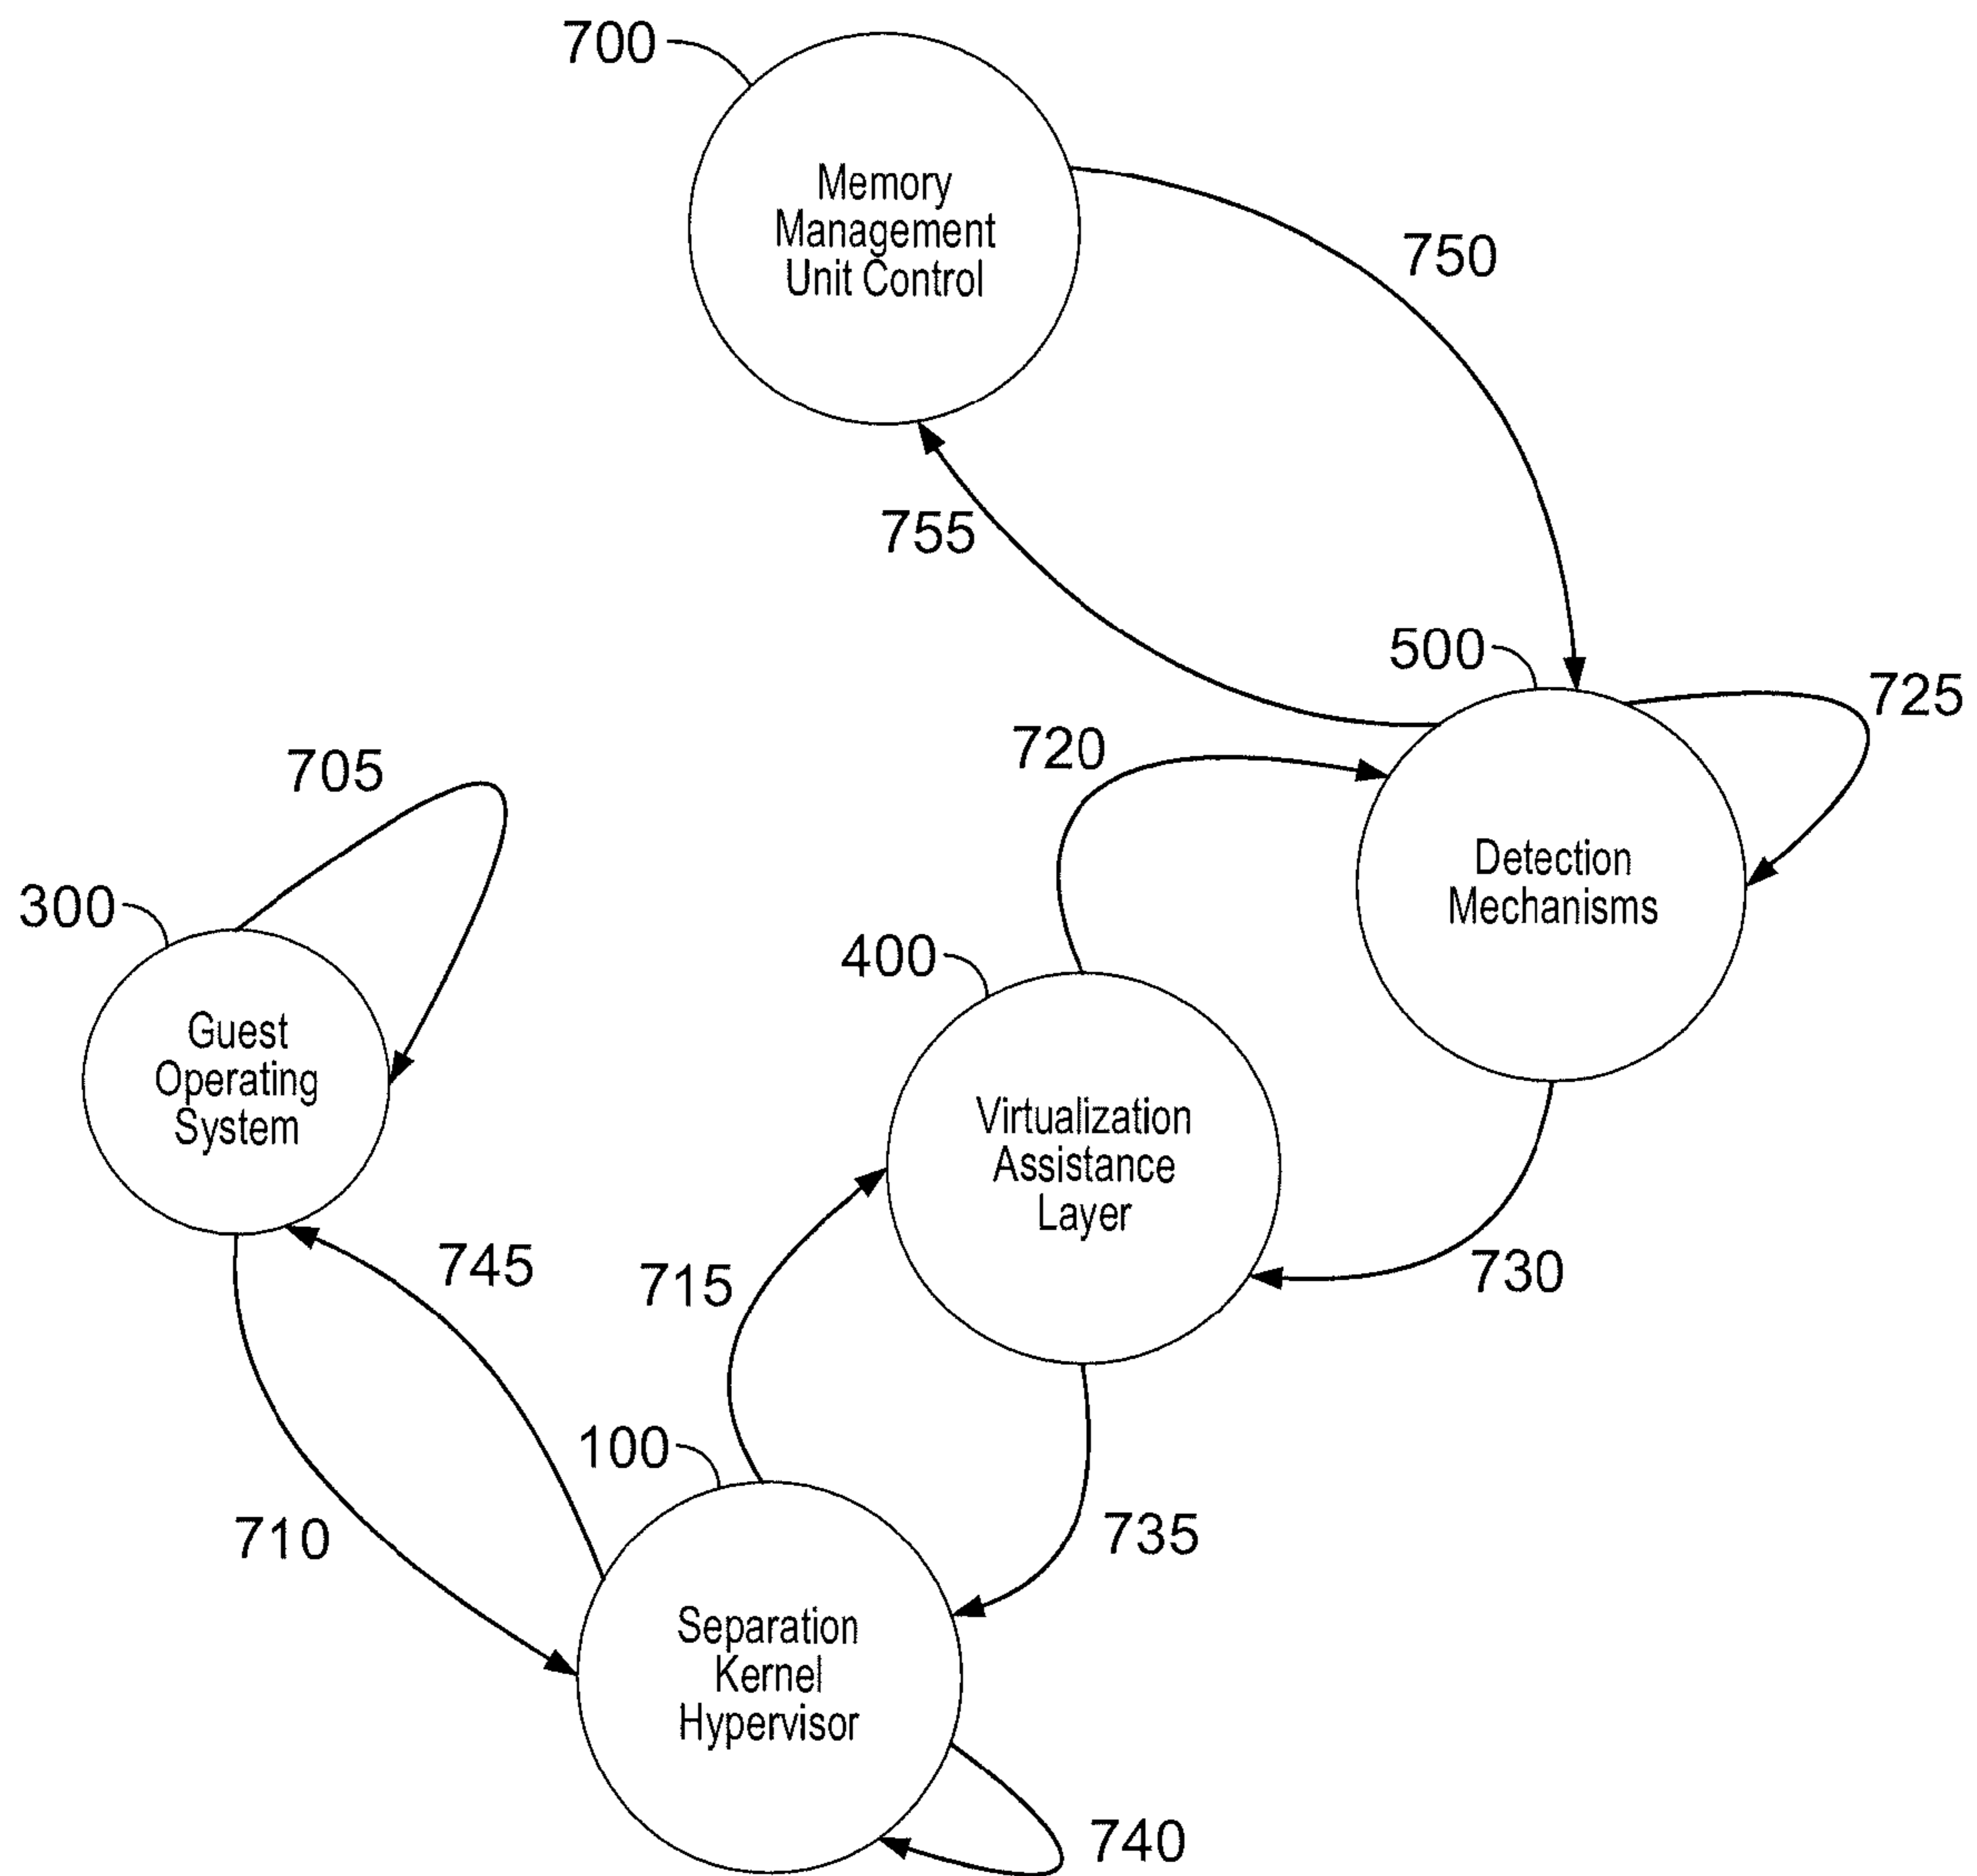 700
Memory
Management
Unit Control
750
755
500
725
720
705
Detection
Mechanisms
300
400
Guest
Operating
System
Virtualization
Assistance
Layer
745
715
730
100
710
735
Separation
Kernel
Hypervisor
740